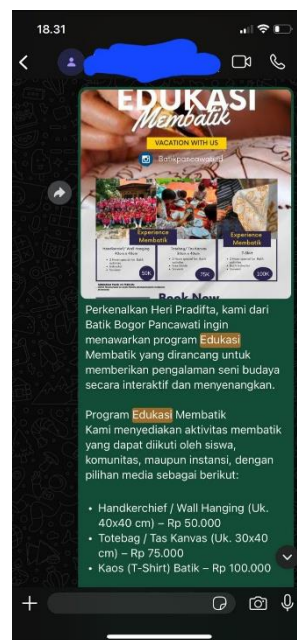 18.31
EDUKASI
Membatik
VACATION WITH US
Experience
Membatik
Experience
Membatik
50K
75K
100K
Book Now
Perkenalkan Heri Pradifta, kami dari
Batik Bogor Pancawati ingin
menawarkan program Edukasi
Membatik yang dirancang untuk
memberikan pengalaman seni budaya
secara interaktif dan menyenangkan.
Program Edukasi Membatik
Kami menyediakan aktivitas membatik
yang dapat diikuti oleh siswa,
komunitas, maupun instansi, dengan
pilihan media sebagai berikut:
• Handkerchief / Wall Hanging (Uk.
40x40 cm) – Rp 50.000
• Totebag / Tas Kanvas (Uk. 30x40
cm) – Rp 75.000
• Kaos (T-Shirt) Batik – Rp 100.000